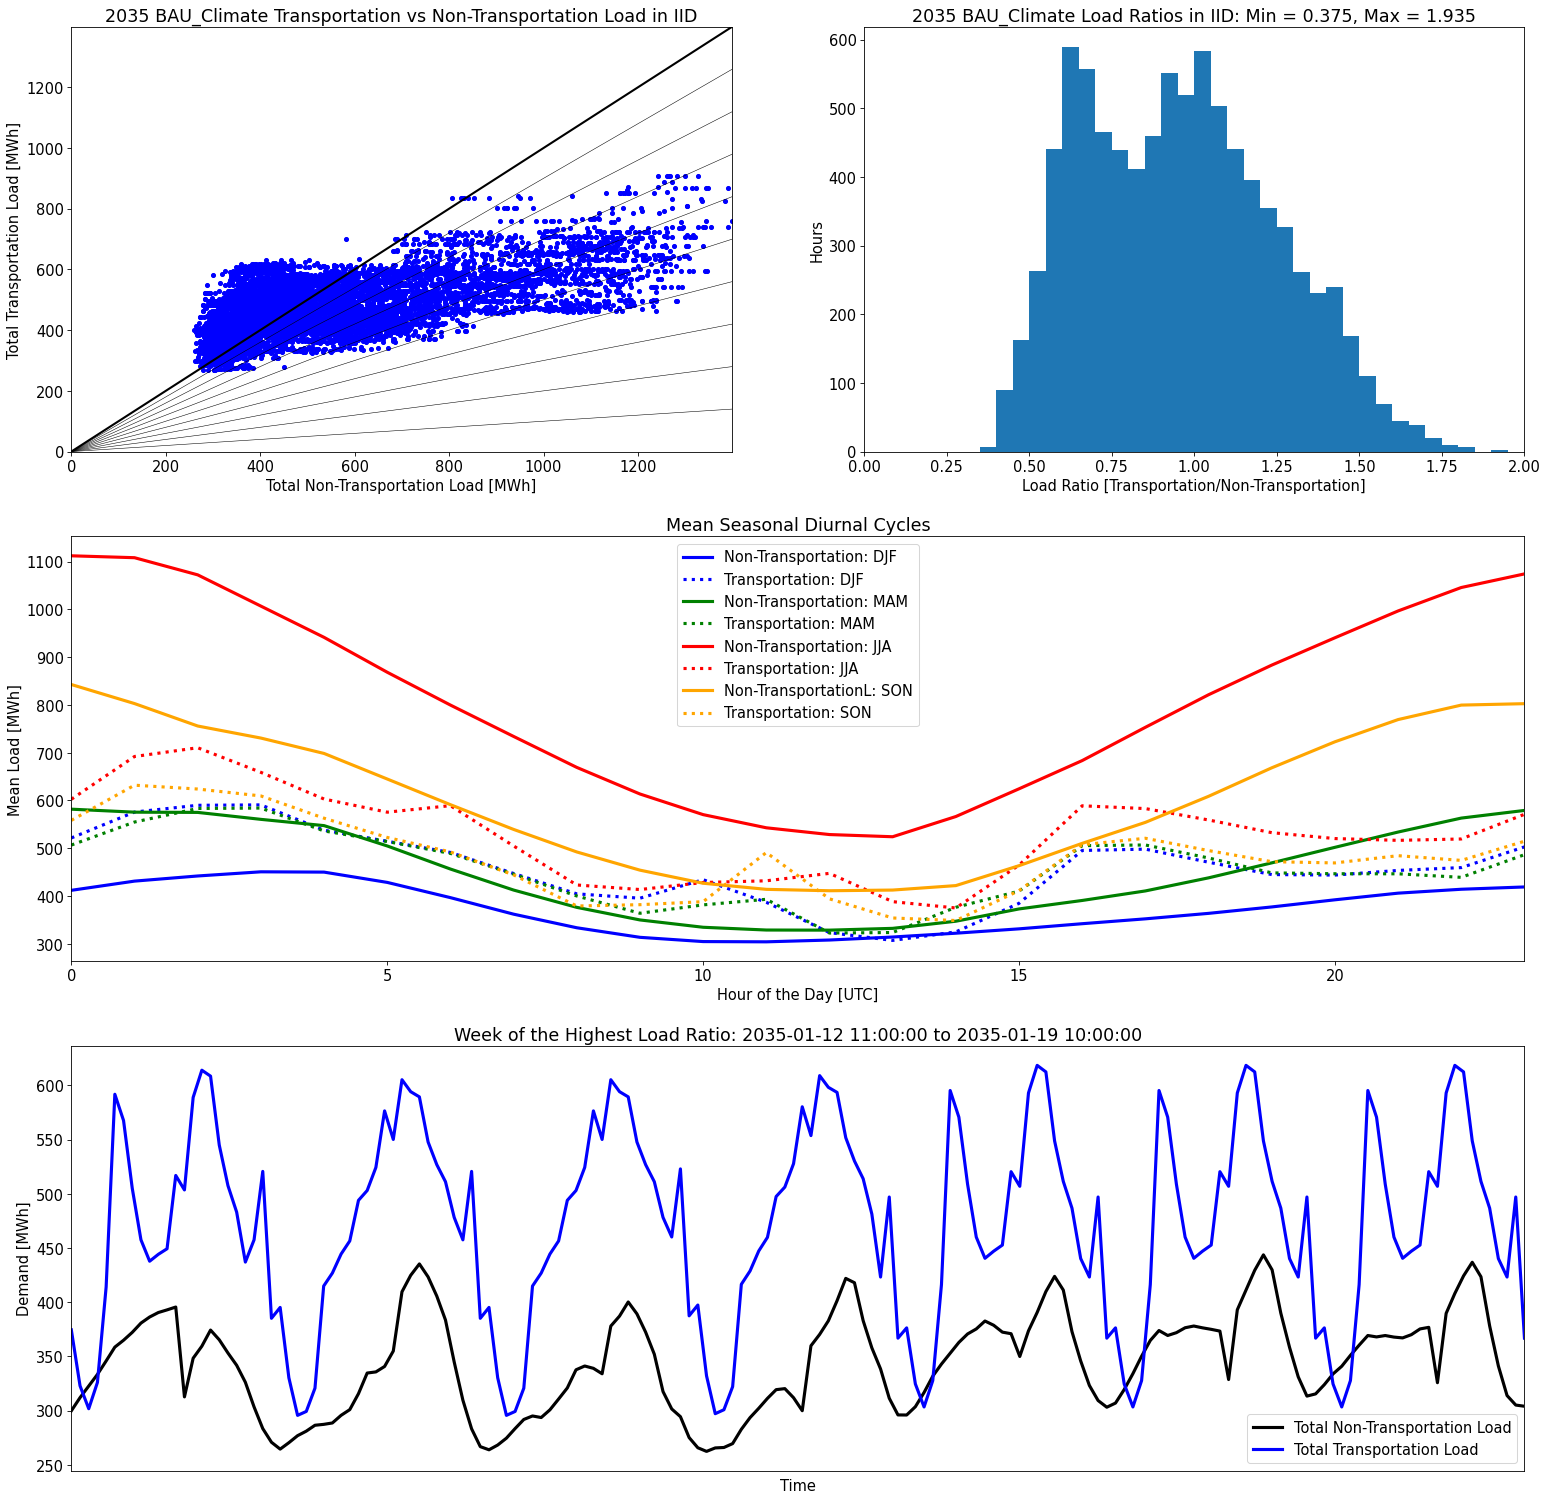 2035 BAU_Climate Transportation vs Non-Transportation Load in IID
Total Transportation Load [MWh]
1200
1000
800
600
400
200
0
0 200 400 600 800 1000 1200
Total Non-Transportation Load [MWh]
2035 BAU_Climate Load Ratios in IID: Min = 0.375, Max = 1.935
Hours
600
500
400
300
200
100
0
0.00 0.25 0.50 0.75 1.00 1.25 1.50 1.75 2.00
Load Ratio [Transportation/Non-Transportation]
Mean Seasonal Diurnal Cycles
Mean Load [MWh]
1100
1000
900
800
700
600
500
400
300
Non-Transportation: DJF
Transportation: DJF
Non-Transportation: MAM
Transportation: MAM
Non-Transportation: JJA
Transportation: JJA
Non-TransportationL: SON
Transportation: SON
0 5 10 15 20
Hour of the Day [UTC]
Week of the Highest Load Ratio: 2035-01-12 11:00:00 to 2035-01-19 10:00:00
Demand [MWh]
600
550
500
450
400
350
300
250
Total Non-Transportation Load
Total Transportation Load
Time